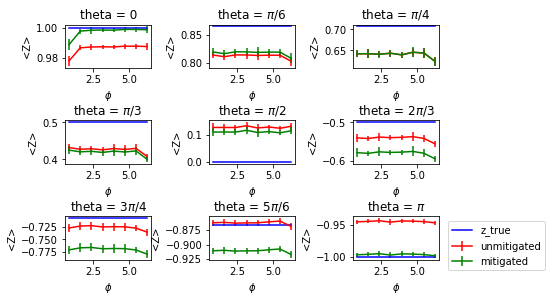 theta = 0
theta = π/6
theta = π/4
1.00
0.98
<Z>
2.5
5.0
ϕ
0.85
0.80
<Z>
2.5
5.0
ϕ
0.70
0.65
<Z>
2.5
5.0
ϕ
theta = π/3
theta = π/2
theta = 2π/3
0.5
0.4
<Z>
2.5
5.0
ϕ
0.1
0.0
<Z>
2.5
5.0
ϕ
−0.5
−0.6
<Z>
2.5
5.0
ϕ
theta = 3π/4
theta = 5π/6
theta = π
−0.725
−0.750
−0.775
<Z>
2.5
5.0
ϕ
−0.875
−0.900
−0.925
<Z>
2.5
5.0
ϕ
−0.95
−1.00
<Z>
2.5
5.0
ϕ
z_true
unmitigated
mitigated